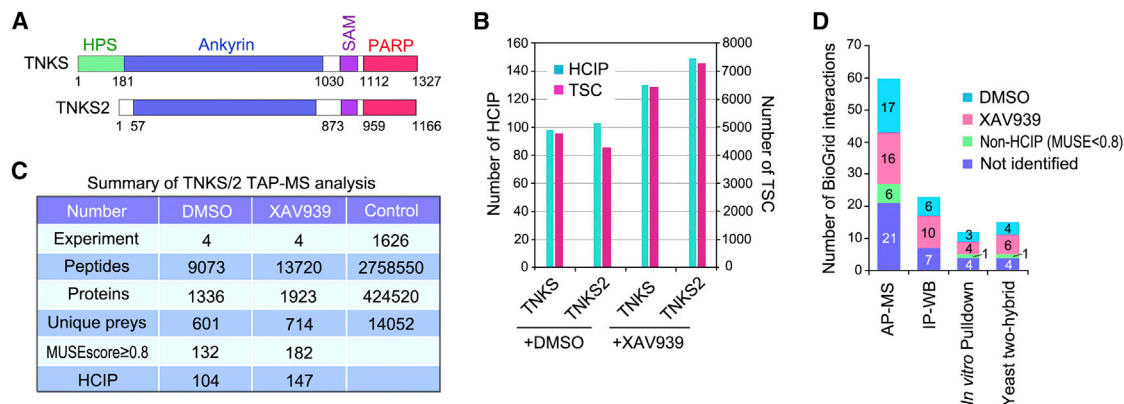 A
HPS
Ankyrin
SAM
PARP
TNKS
1 181 1030 1112 1327
TNKS2
1 57 873 959 1166
B
160 8000
140 7000
120 6000
100 5000
80 4000
60 3000
40 2000
20 1000
0 0
Number of HCIP
Number of TSC
HCIP
TSC
TNKS TNKS2 TNKS TNKS2
+DMSO +XAV939
C
Summary of TNKS/2 TAP-MS analysis
Number DMSO XAV939 Control
Experiment 4 4 1626
Peptides 9073 13720 2758550
Proteins 1336 1923 424520
Unique preys 601 714 14052
MUSEscore≥0.8 132 182
HCIP 104 147
D
Number of BioGrid interactions
70
60
50
40
30
20
10
0
DMSO
XAV939
Non-HCIP (MUSE<0.8)
Not identified
17
16
6
21
6
10
7
3
4
1
4
4
6
1
4
AP-MS
IP-WB
In vitro Pulldown
Yeast two-hybrid